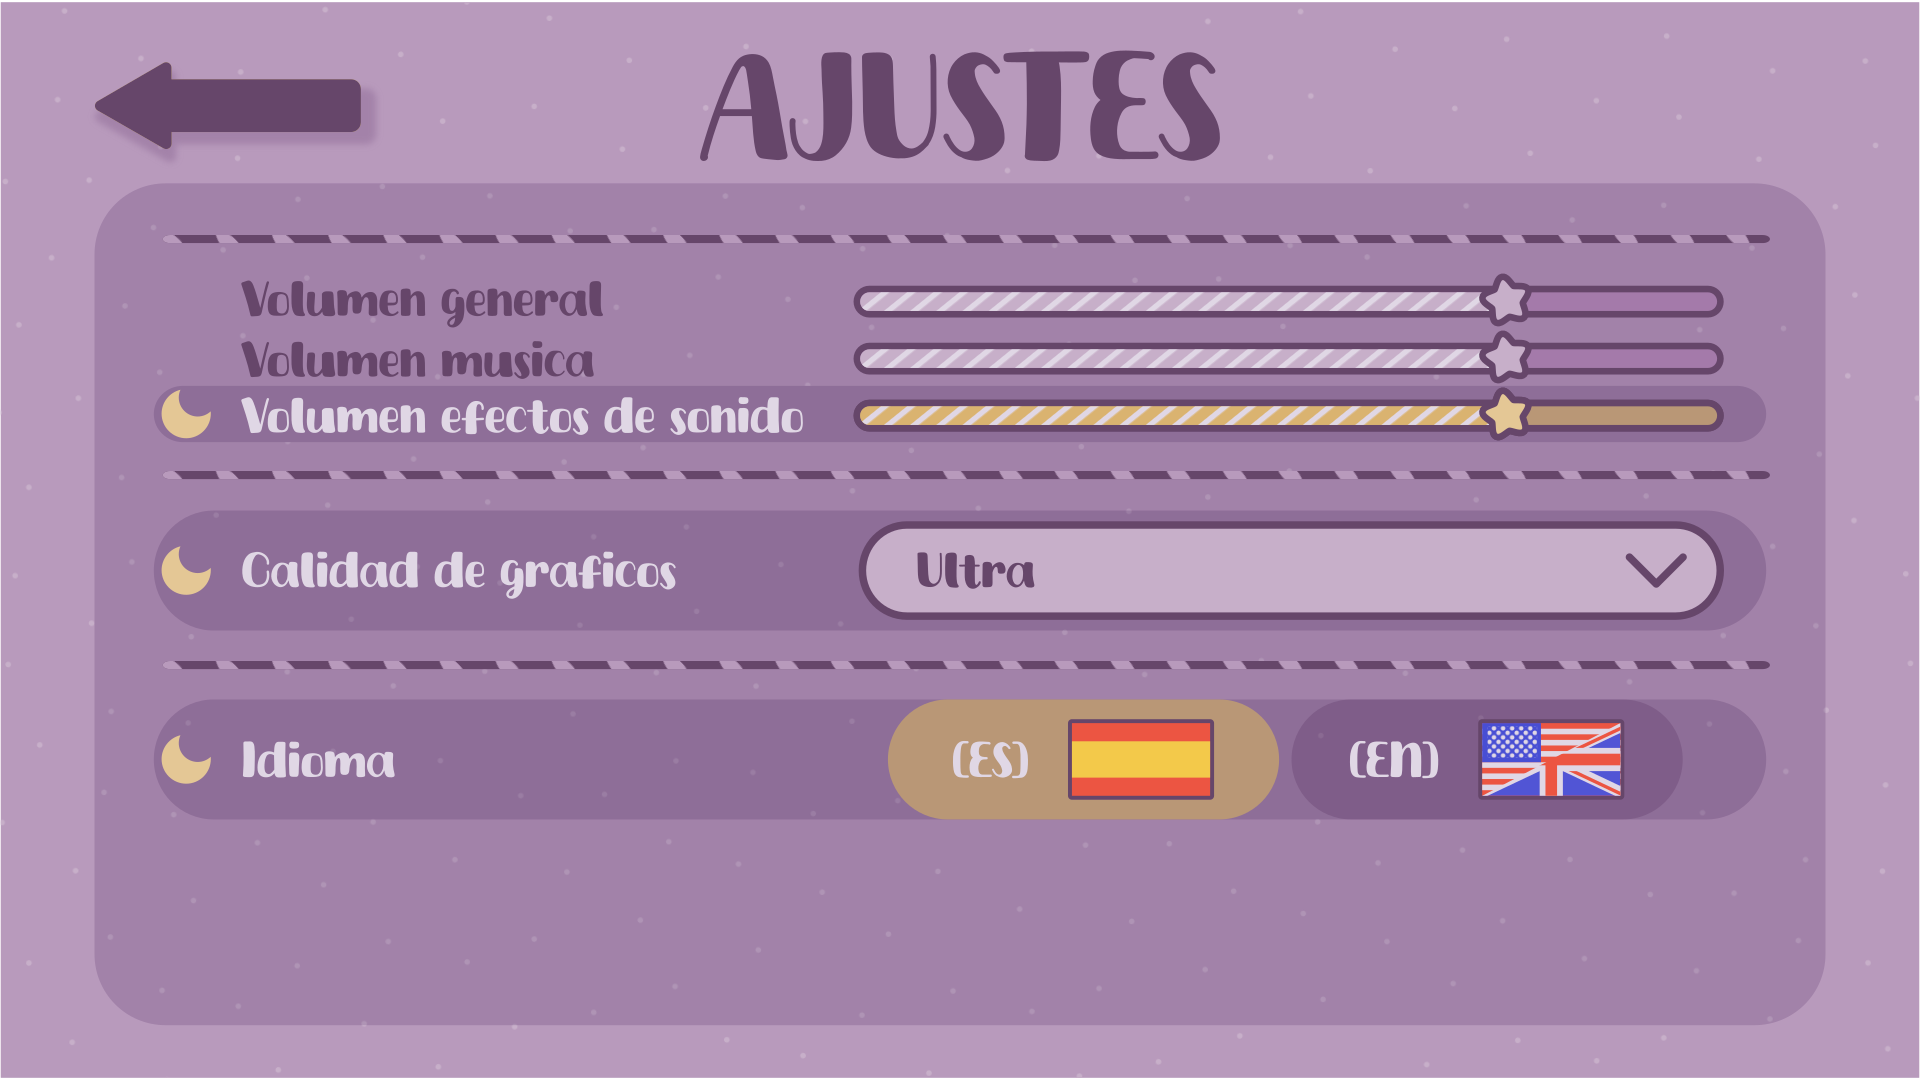 AJUSTES
Volumen general
Volumen musica
Volumen efectos de sonido
Calidad de graficos
Ultra
Idioma
(ES)
(EN)